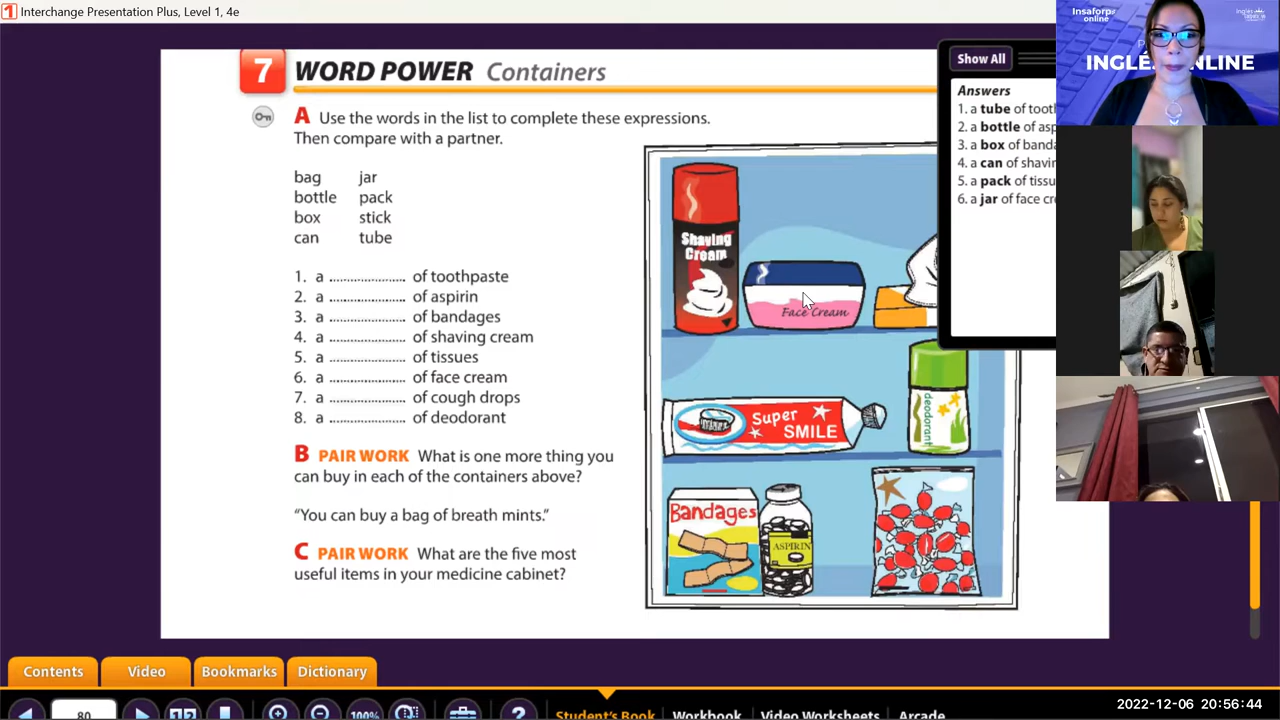 Interchange Presentation Plus, Level 1, 4e
7 WORD POWER Containers
A Use the words in the list to complete these expressions.
Then compare with a partner.
bag jar
bottle pack
box stick
can tube
1. a .................... of toothpaste
2. a .................... of aspirin
3. a .................... of bandages
4. a .................... of shaving cream
5. a .................... of tissues
6. a .................... of face cream
7. a .................... of cough drops
8. a .................... of deodorant
B PAIR WORK What is one more thing you
can buy in each of the containers above?
"You can buy a bag of breath mints."
C PAIR WORK What are the five most
useful items in your medicine cabinet?
Shaving
Cream
Face Cream
Super
SMILE
deodorant
Bandages
ASPIRIN
Show All
Answers
1. a tube of toot
2. a bottle of as
3. a box of banda
4. a can of shavi
5. a pack of tissu
6. a jar of face cr
Insaforp
online
INGLÉS ONLINE
Contents Video Bookmarks Dictionary
80
100%
?
Student's Book Workbook Video Worksheets Arcade
2022-12-06 20:56:44